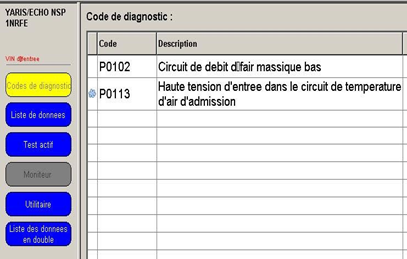 YARIS/ECHO NSP
1NRFE
VIN d'entree
Codes de diagnostic
Liste de donnees
Test actif
Moniteur
Utilitaire
Liste des donnees
en double
Code de diagnostic :
Code Description
P0102 Circuit de debit d▯fair massique bas
P0113 Haute tension d'entree dans le circuit de temperature
d'air d'admission